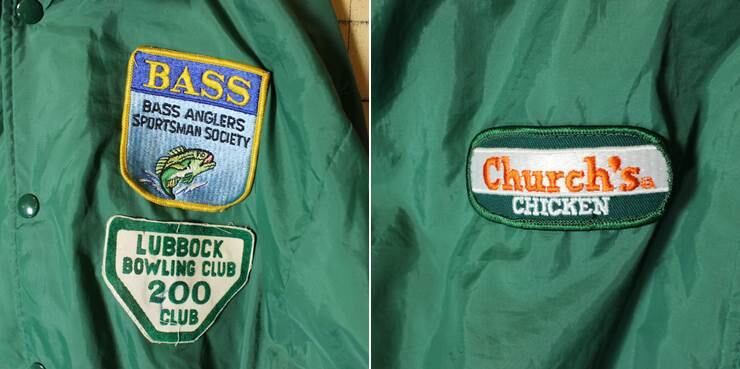 BASS
BASS ANGLERS
SPORTSMAN SOCIETY
LUBBOCK
BOWLING CLUB
200
CLUB
Church's
CHICKEN